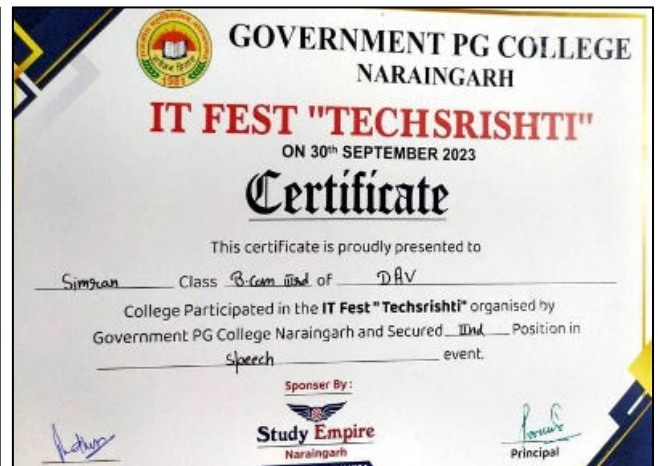 GOVERNMENT PG COLLEGE
NARAINGARH
IT FEST "TECHSRISHTI"
ON 30th SEPTEMBER 2023
Certificate
This certificate is proudly presented to
Simran Class B.Com IIIrd of DAV
College Participated in the IT Fest "Techsrishti" organised by
Government PG College Naraingarh and Secured IInd Position in
Speech event.
Sponser By :
Study Empire
Naraingarh
Principal